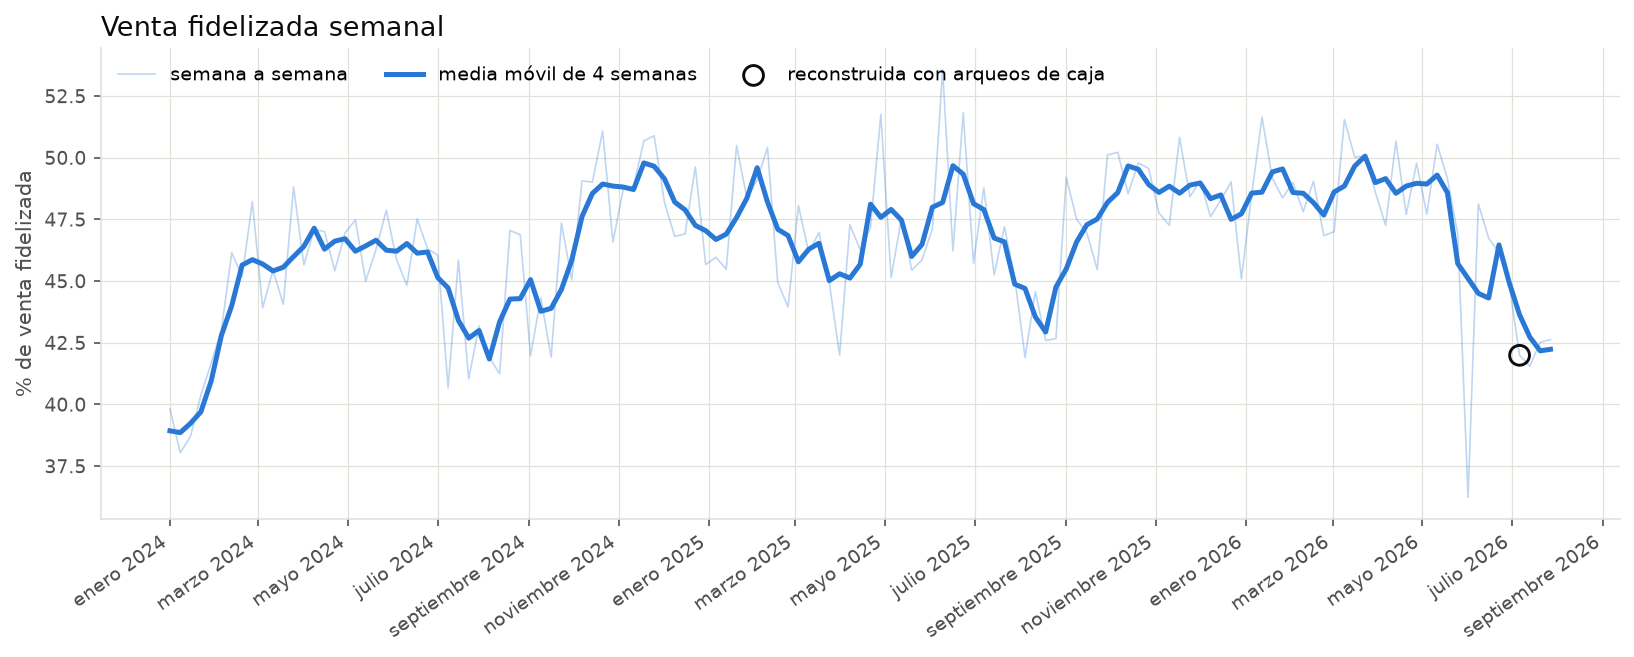 Venta fidelizada semanal
semana a semana
media móvil de 4 semanas
reconstruida con arqueos de caja
% de venta fidelizada
52.5
50.0
47.5
45.0
42.5
40.0
37.5
enero 2024
marzo 2024
mayo 2024
julio 2024
septiembre 2024
noviembre 2024
enero 2025
marzo 2025
mayo 2025
julio 2025
septiembre 2025
noviembre 2025
enero 2026
marzo 2026
mayo 2026
julio 2026
septiembre 2026